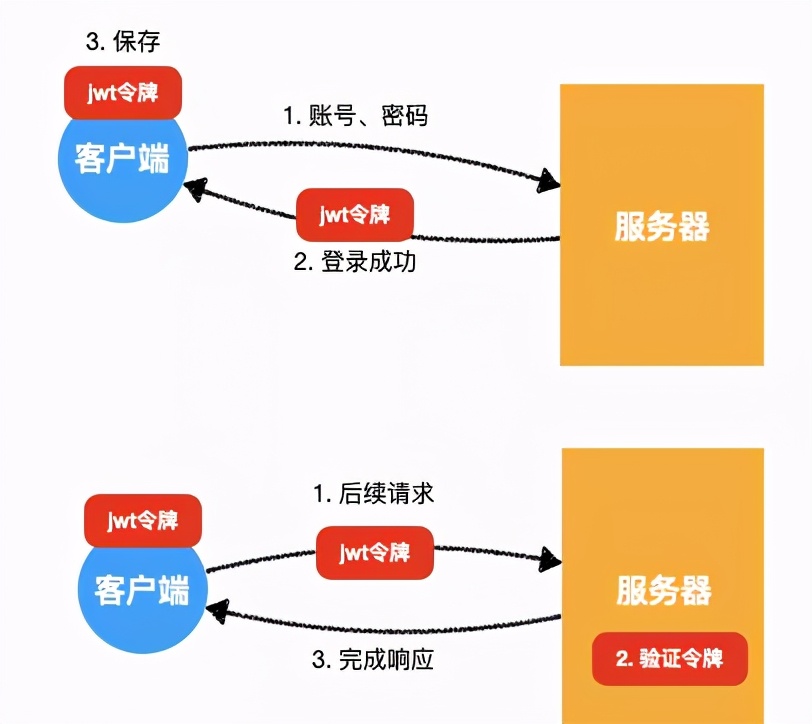 3. 保存
jwt令牌
客户端
1. 账号、密码
jwt令牌
2. 登录成功
服务器
jwt令牌
客户端
1. 后续请求
jwt令牌
3. 完成响应
服务器
2. 验证令牌